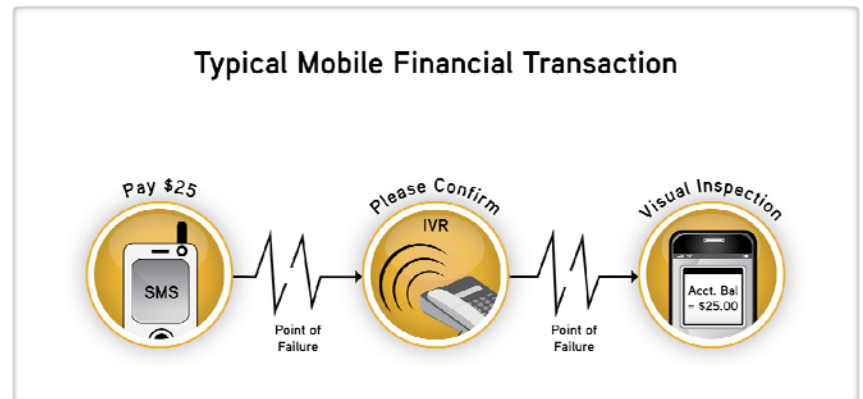 Typical Mobile Financial Transaction
Pay $25
SMS
Point of
Failure
Please Confirm
IVR
Point of
Failure
Visual Inspection
Acct. Bal
- $25.00